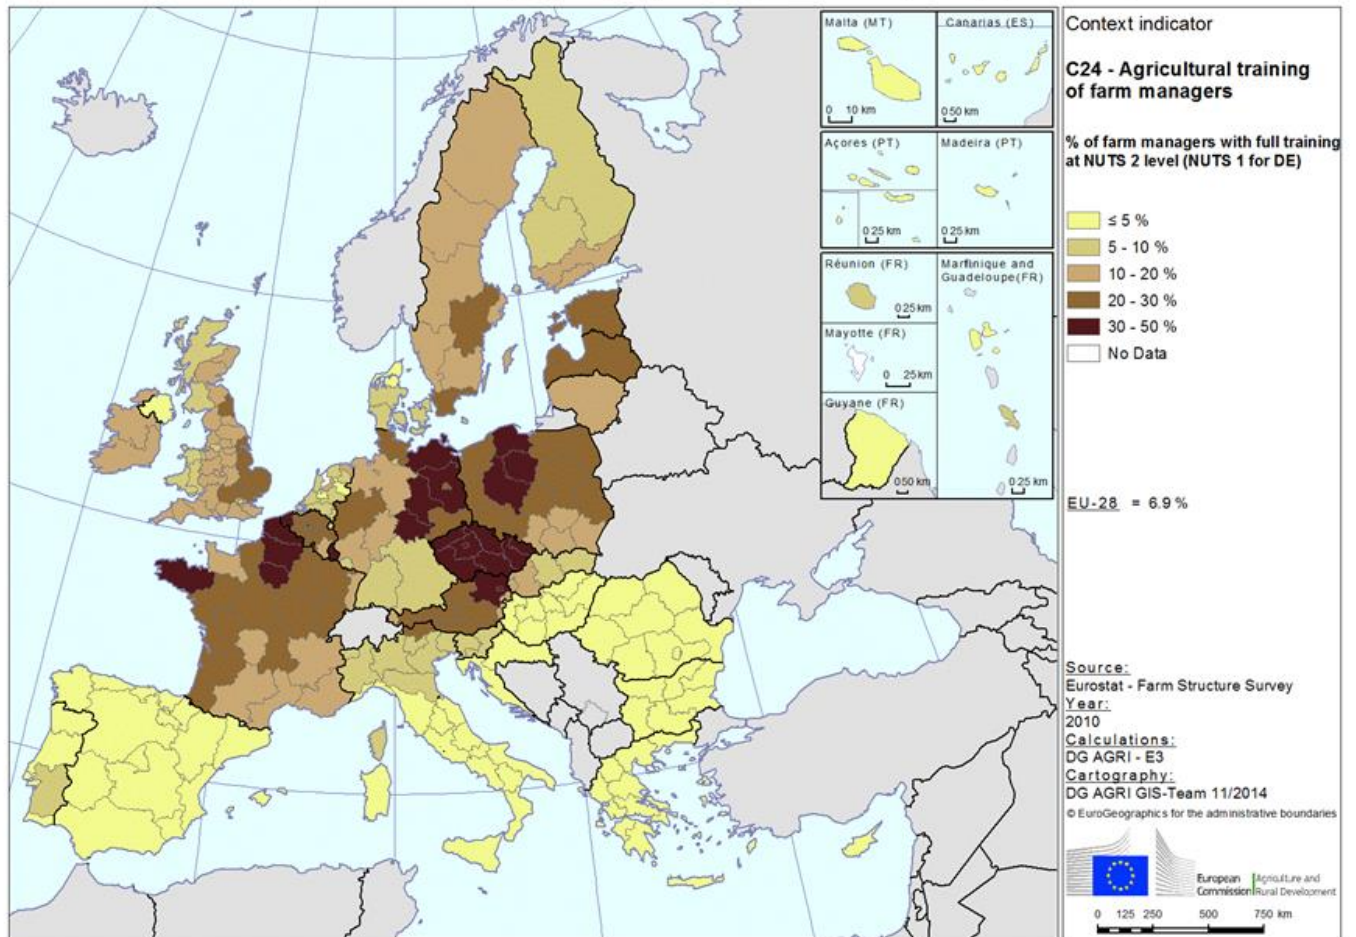 Malta (MT)
0 10 km
Canarias (ES)
0 50 km
Açores (PT)
0 25 km
Madeira (PT)
0 25 km
Réunion (FR)
0 25 km
Martinique and
Guadeloupe(FR)
Mayotte (FR)
0 25km
Guyane (FR)
0 50 km
0 25 km
Context indicator
C24 - Agricultural training
of farm managers
% of farm managers with full training
at NUTS 2 level (NUTS 1 for DE)
≤ 5 %
5 - 10 %
10 - 20 %
20 - 30 %
30 - 50 %
No Data
EU-28 = 6.9 %
Source:
Eurostat - Farm Structure Survey
Year:
2010
Calculations:
DG AGRI - E3
Cartography:
DG AGRI GIS-Team 11/2014
© EuroGeographics for the administrative boundaries
European
Commission
Agriculture and
Rural Development
0 125 250 500 750 km